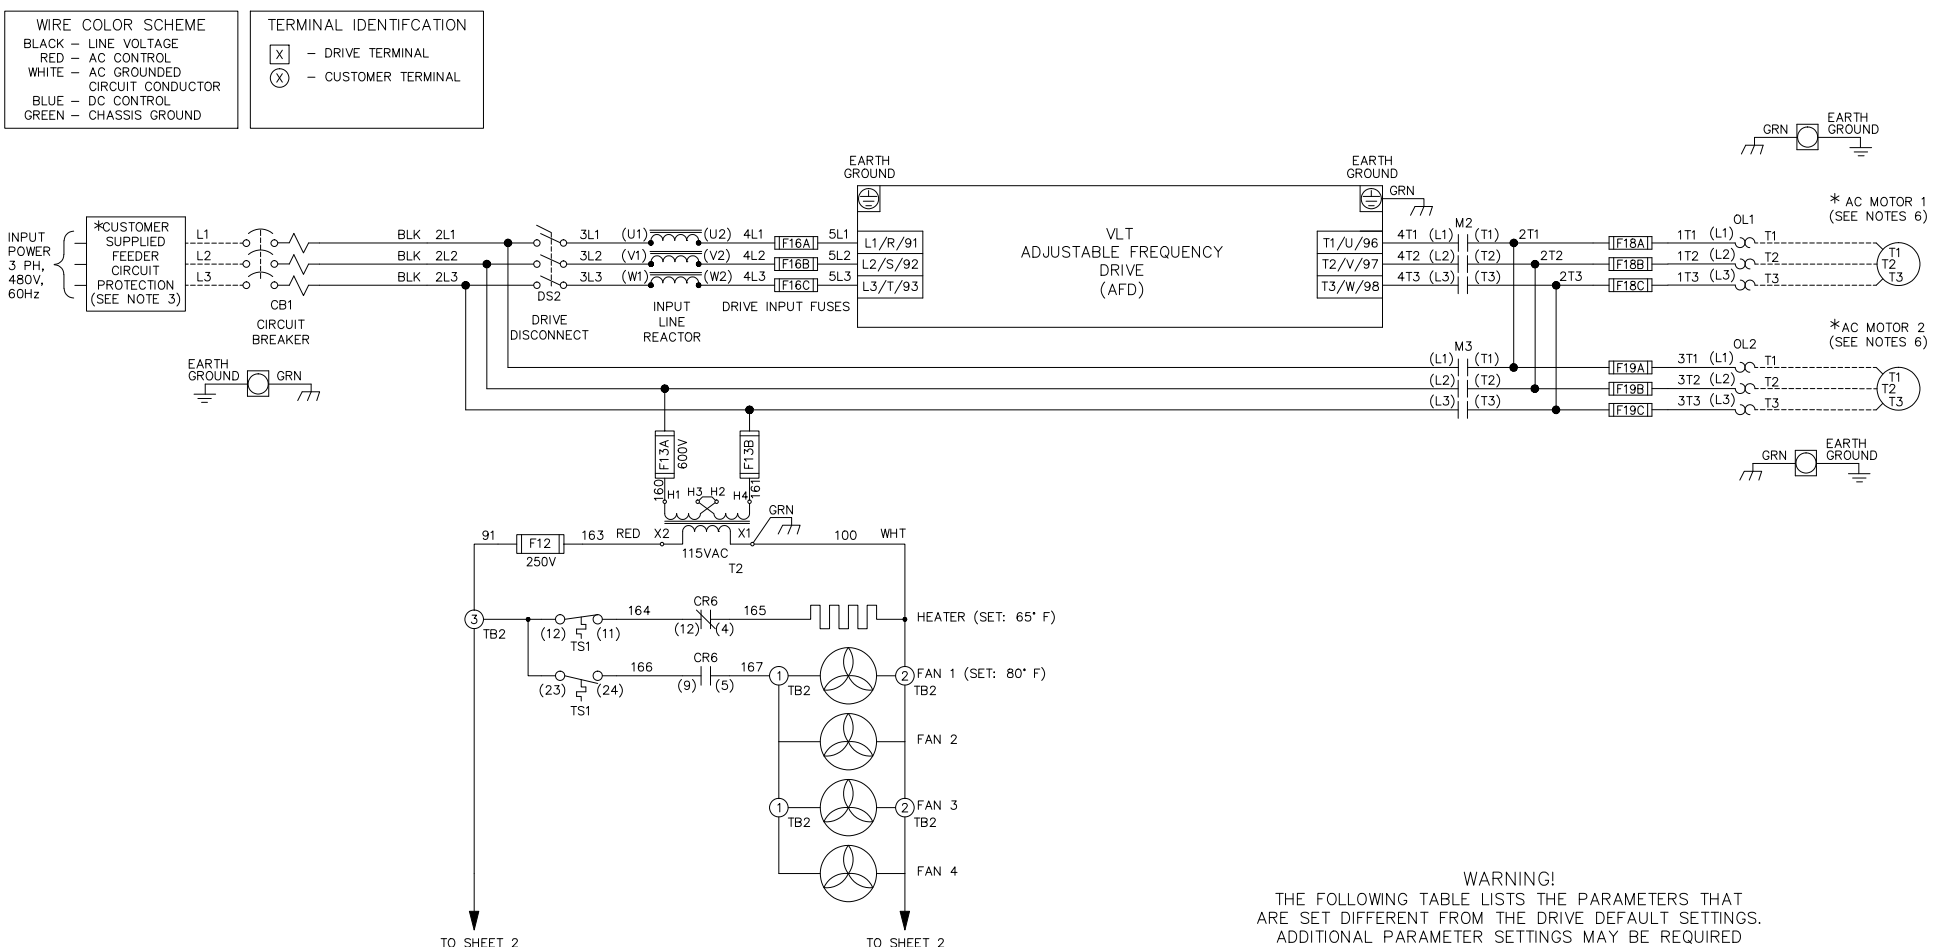 WIRE COLOR SCHEME
BLACK – LINE VOLTAGE
RED – AC CONTROL
WHITE – AC GROUNDED
CIRCUIT CONDUCTOR
BLUE – DC CONTROL
GREEN – CHASSIS GROUND
TERMINAL IDENTIFCATION
X – DRIVE TERMINAL
X – CUSTOMER TERMINAL
INPUT
POWER
3 PH,
480V,
60Hz
*CUSTOMER
SUPPLIED
FEEDER
CIRCUIT
PROTECTION
(SEE NOTE 3)
L1
L2
L3
CB1
CIRCUIT
BREAKER
EARTH
GROUND
GRN
BLK 2L1
BLK 2L2
BLK 2L3
DS2
DRIVE
DISCONNECT
3L1 (U1) (U2) 4L1 F16A 5L1
3L2 (V1) (V2) 4L2 F16B 5L2
3L3 (W1) (W2) 4L3 F16C 5L3
INPUT
LINE
REACTOR
DRIVE INPUT FUSES
EARTH
GROUND
L1/R/91
L2/S/92
L3/T/93
VLT
ADJUSTABLE FREQUENCY
DRIVE
(AFD)
EARTH
GROUND
GRN
T1/U/96
T2/V/97
T3/W/98
M2
4T1 (L1) (T1) 2T1 F18A 1T1 (L1) T1
4T2 (L2) (T2) 2T2 F18B 1T2 (L2) T2
4T3 (L3) (T3) 2T3 F18C 1T3 (L3) T3
OL1
GRN
EARTH
GROUND
* AC MOTOR 1
(SEE NOTES 6)
T1
T2
T3
M3
(L1) (T1) F19A 3T1 (L1) T1
(L2) (T2) F19B 3T2 (L2) T2
(L3) (T3) F19C 3T3 (L3) T3
OL2
*AC MOTOR 2
(SEE NOTES 6)
T1
T2
T3
GRN
EARTH
GROUND
F13A
600V
F13B
160
161
H1 H3 H2 H4
GRN
91 F12 163 RED X2 X1 100 WHT
250V
115VAC
T2
3
TB2
(12) (11)
TS1
164
CR6
(12) (4)
165
HEATER (SET: 65° F)
(23) (24)
TS1
166
CR6
(9) (5)
167
1
TB2
2
TB2
FAN 1 (SET: 80° F)
FAN 2
1
TB2
2
TB2
FAN 3
FAN 4
TO SHEET 2
TO SHEET 2
WARNING!
THE FOLLOWING TABLE LISTS THE PARAMETERS THAT
ARE SET DIFFERENT FROM THE DRIVE DEFAULT SETTINGS.
ADDITIONAL PARAMETER SETTINGS MAY BE REQUIRED